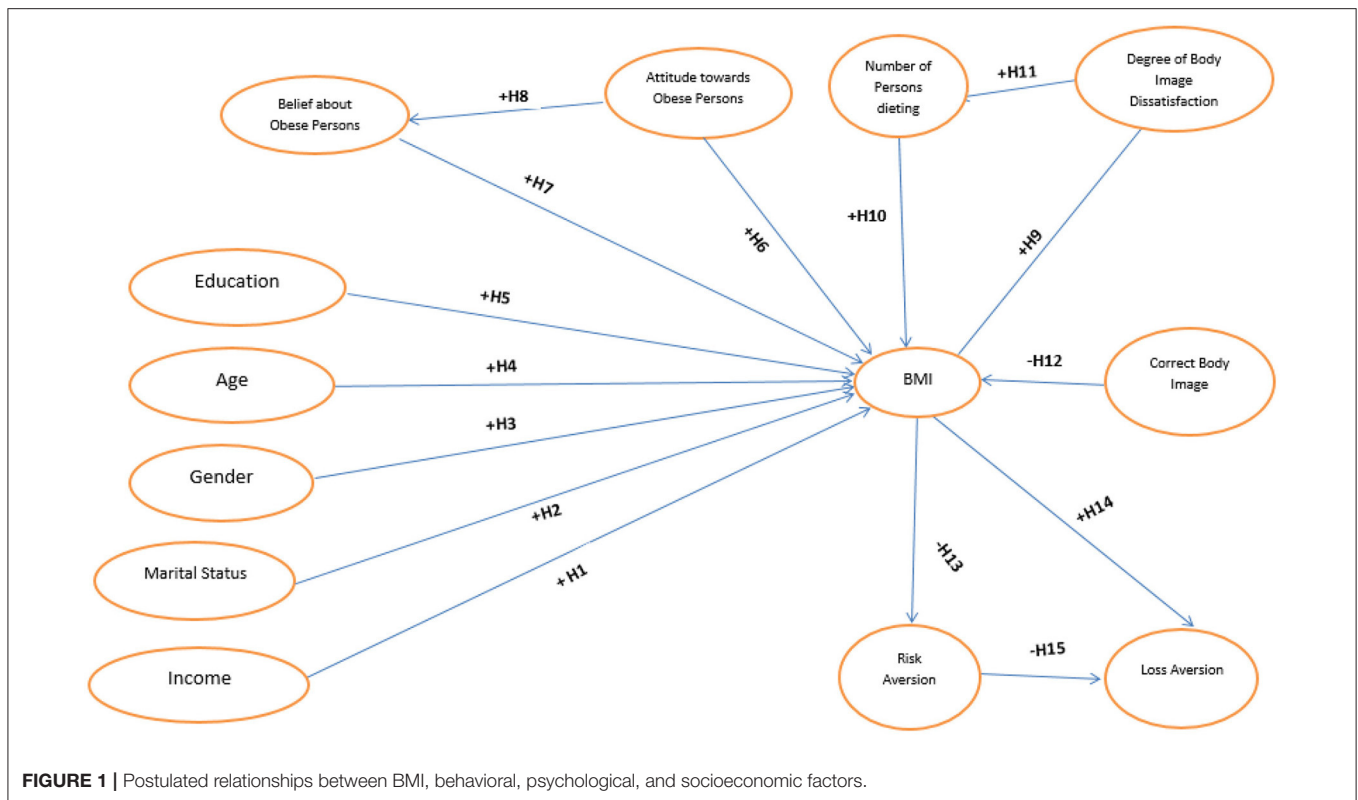 Belief about
Obese Persons
+H8
Attitude towards
Obese Persons
Number of
Persons
dieting
+H11
Degree of Body
Image
Dissatisfaction
+H7
+H6
+H10
+H9
Education
+H5
Age
+H4
BMI
-H12
Correct Body
Image
Gender
+H3
Marital Status
+H2
Income
+ H1
-H13
+H14
Risk
Aversion
-H15
Loss Aversion
FIGURE 1 | Postulated relationships between BMI, behavioral, psychological, and socioeconomic factors.